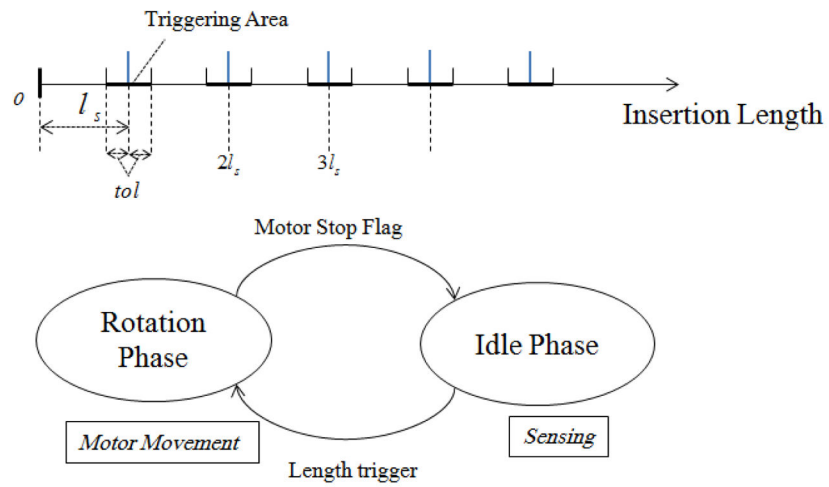 Triggering Area
0
l s
Insertion Length
tol
2l s
3l s
Motor Stop Flag
Rotation
Phase
Idle Phase
Motor Movement
Sensing
Length trigger